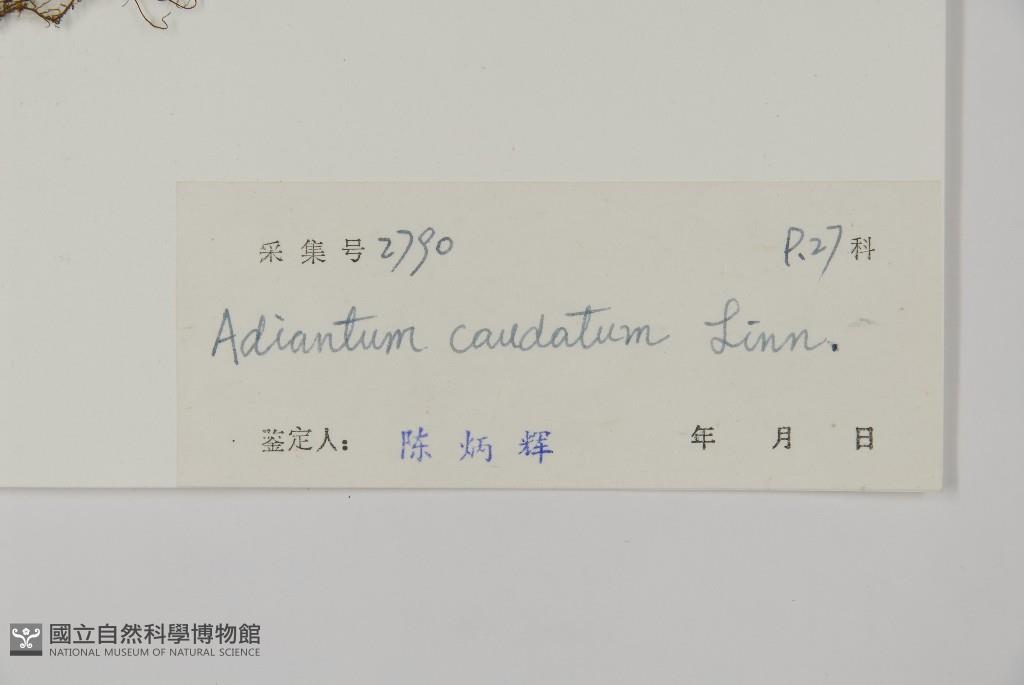 采集号 2790 P.27 科
Adiantum caudatum Linn.
鉴定人： 陈炳辉 年 月 日
國立自然科學博物館
NATIONAL MUSEUM OF NATURAL SCIENCE